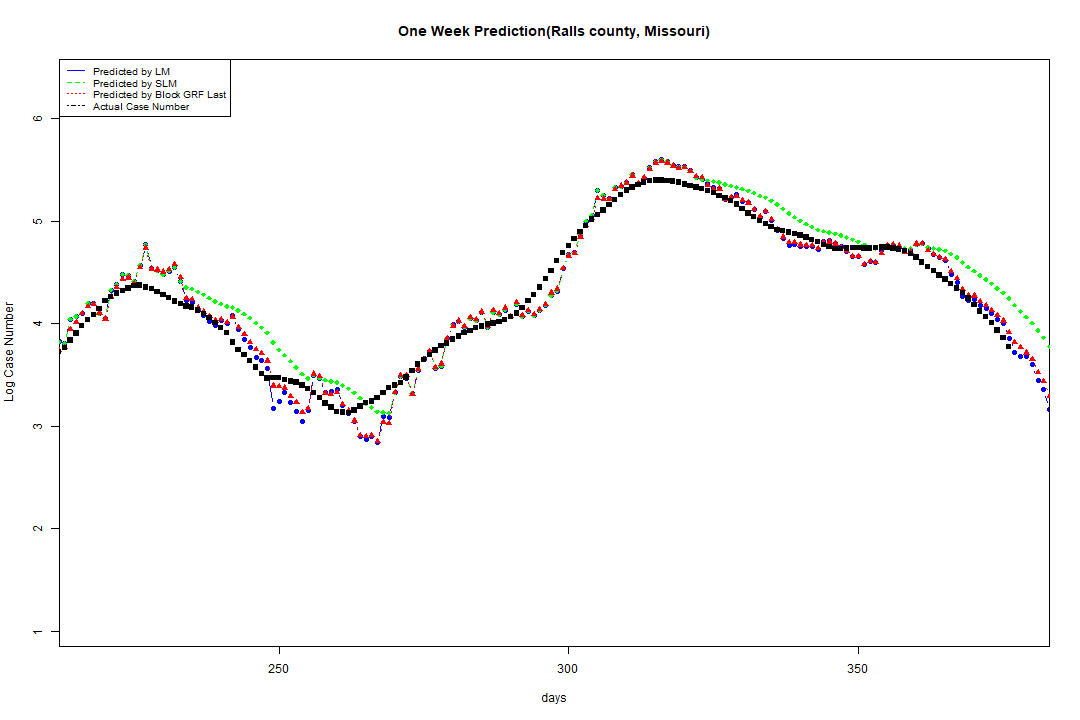 One Week Prediction(Ralls county, Missouri)
Predicted by LM
Predicted by SLM
Predicted by Block GRF Last
Actual Case Number
Log Case Number
6
5
4
3
2
1
250
300
350
days